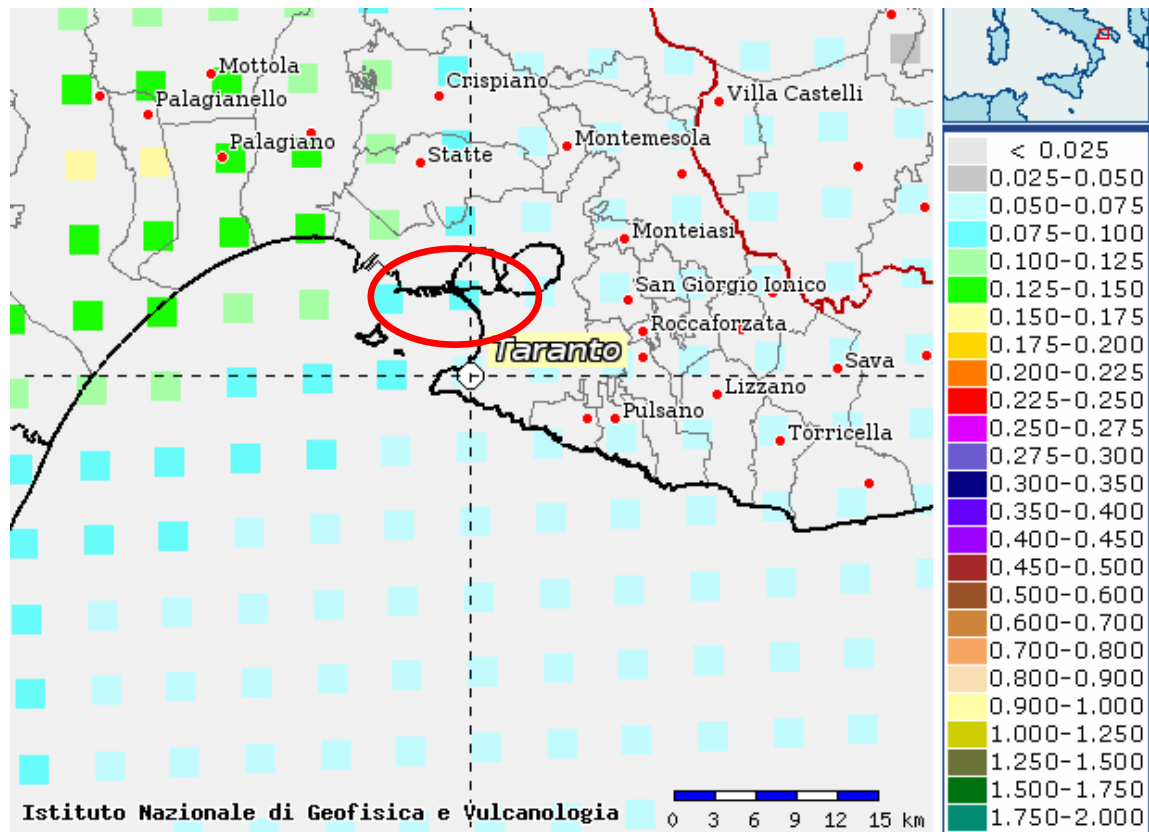 Mottola
Crispiano
Palagianello
Villa Castelli
Palagiano
Montemesola
Statte
Monteiasi
San Giorgio Ionico
Roccaforzata
Taranto
Sava
Lizzano
Pulsano
Torricella
Istituto Nazionale di Geofisica e Vulcanologia
0 3 6 9 12 15 km
< 0.025
0.025-0.050
0.050-0.075
0.075-0.100
0.100-0.125
0.125-0.150
0.150-0.175
0.175-0.200
0.200-0.225
0.225-0.250
0.250-0.275
0.275-0.300
0.300-0.350
0.350-0.400
0.400-0.450
0.450-0.500
0.500-0.600
0.600-0.700
0.700-0.800
0.800-0.900
0.900-1.000
1.000-1.250
1.250-1.500
1.500-1.750
1.750-2.000